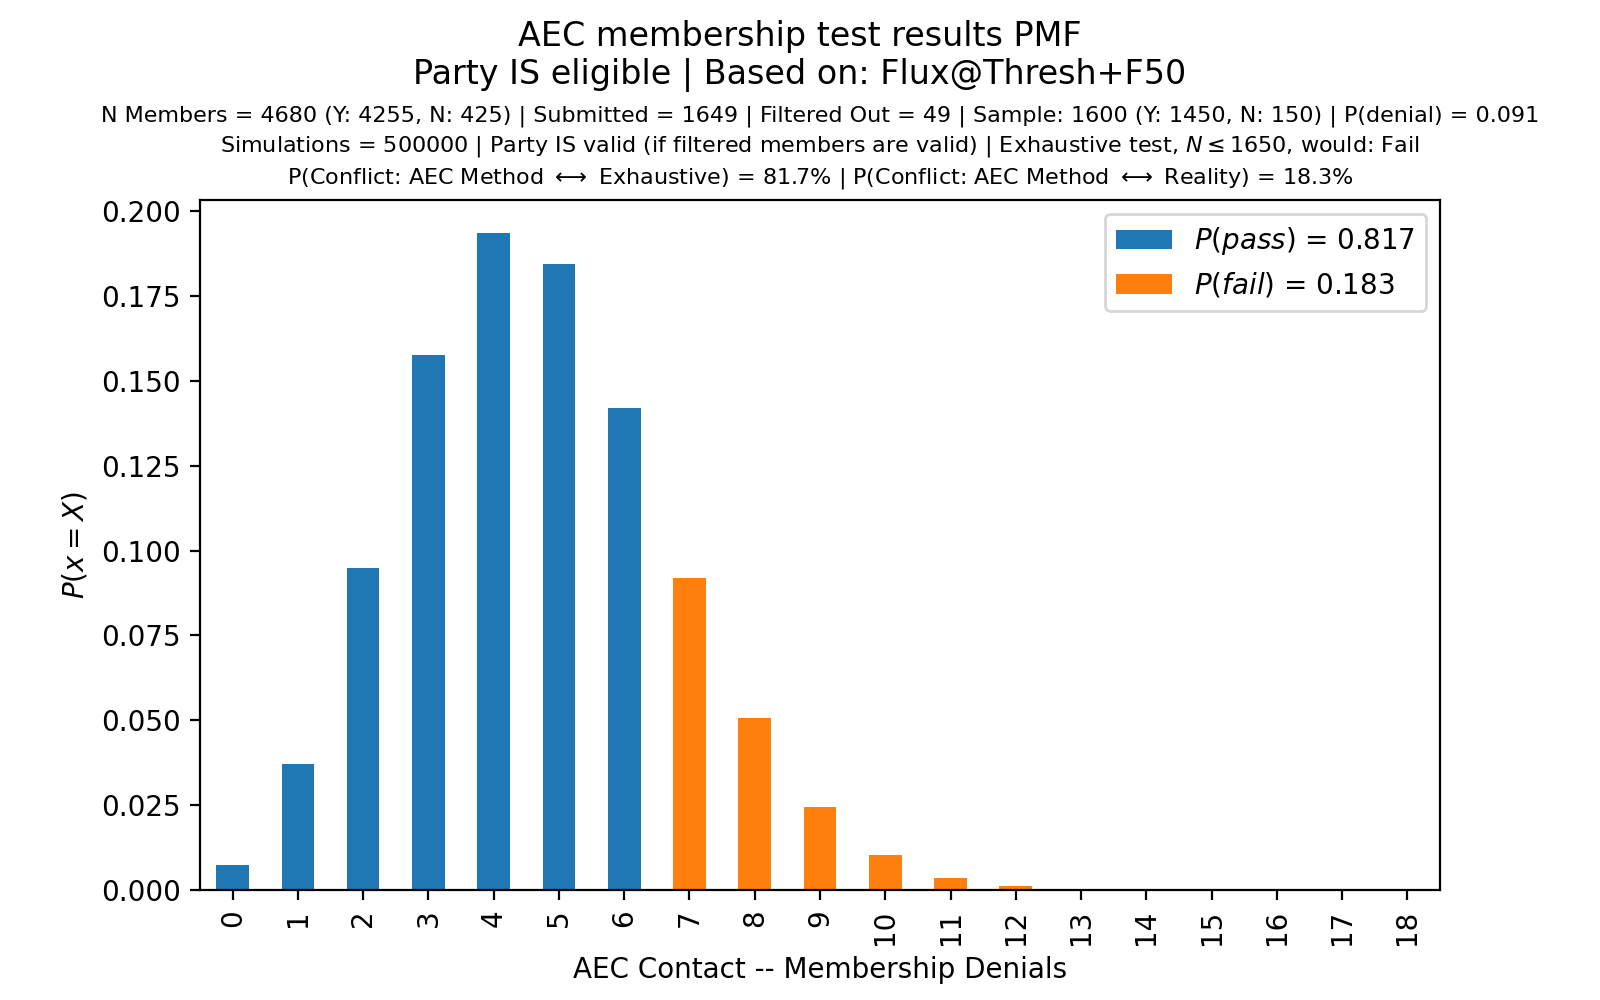 AEC membership test results PMF
Party IS eligible | Based on: Flux@Thresh+F50
N Members = 4680 (Y: 4255, N: 425) | Submitted = 1649 | Filtered Out = 49 | Sample: 1600 (Y: 1450, N: 150) | P(denial) = 0.091
Simulations = 500000 | Party IS valid (if filtered members are valid) | Exhaustive test, N ≤ 1650, would: Fail
P(Conflict: AEC Method ⟷ Exhaustive) = 81.7% | P(Conflict: AEC Method ⟷ Reality) = 18.3%
P(pass) = 0.817
P(fail) = 0.183
0.200
0.175
0.150
0.125
0.100
0.075
0.050
0.025
0.000
P(x = X)
0 1 2 3 4 5 6 7 8 9 10 11 12 13 14 15 16 17 18
AEC Contact -- Membership Denials